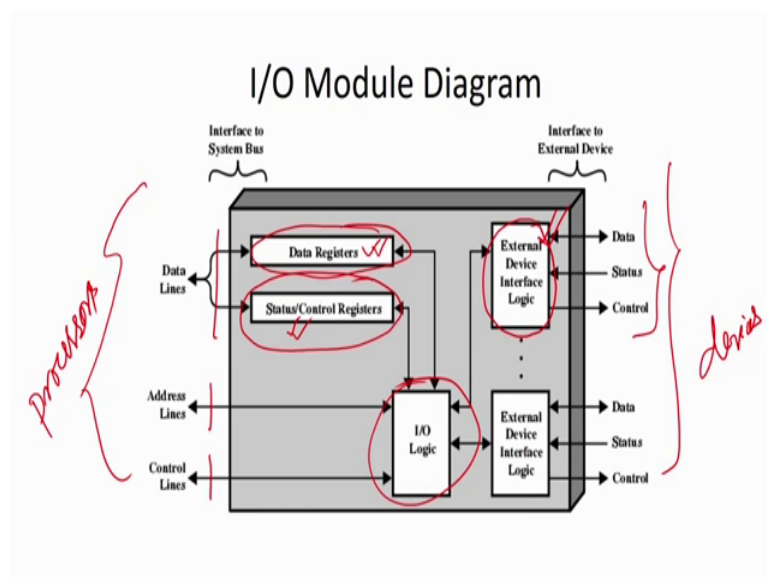 I/O Module Diagram
Interface to
System Bus
Interface to
External Device
Data Registers
Status/Control Registers
Data
Lines
Address
Lines
Control
Lines
I/O
Logic
External
Device
Interface
Logic
Data
Status
Control
External
Device
Interface
Logic
Data
Status
Control
processors
devices